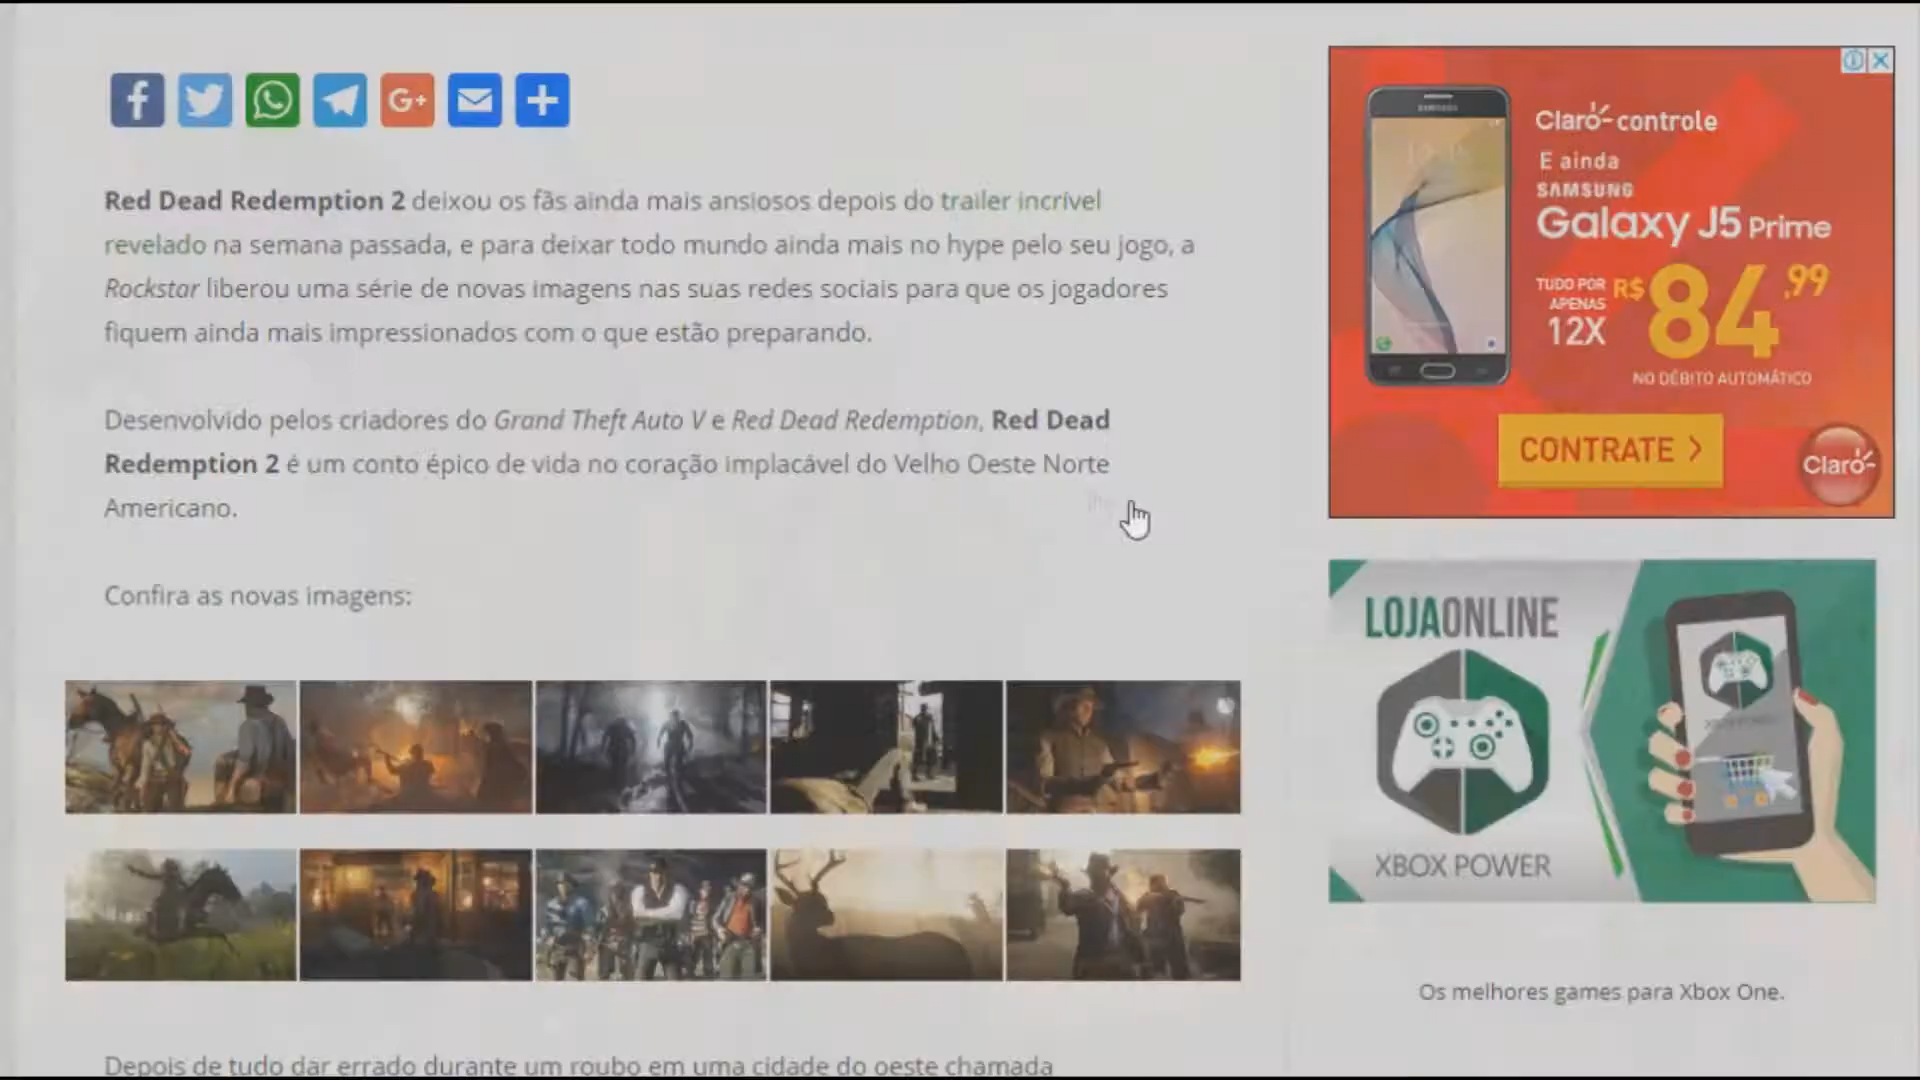 Red Dead Redemption 2 deixou os fãs ainda mais ansiosos depois do trailer incrível
revelado na semana passada, e para deixar todo mundo ainda mais no hype pelo seu jogo, a
Rockstar liberou uma série de novas imagens nas suas redes sociais para que os jogadores
fiquem ainda mais impressionados com o que estão preparando.
Desenvolvido pelos criadores do Grand Theft Auto V e Red Dead Redemption, Red Dead
Redemption 2 é um conto épico de vida no coração implacável do Velho Oeste Norte
Americano.
Confira as novas imagens:
Depois de tudo dar errado durante um roubo em uma cidade do oeste chamada
SAMSUNG
Claro controle
E ainda
SAMSUNG
Galaxy J5 Prime
TUDO POR
APENAS
12X
R$ 84,99
NO DÉBITO AUTOMÁTICO
CONTRATE
Claro
LOJAONLINE
XBOX POWER
Os melhores games para Xbox One.